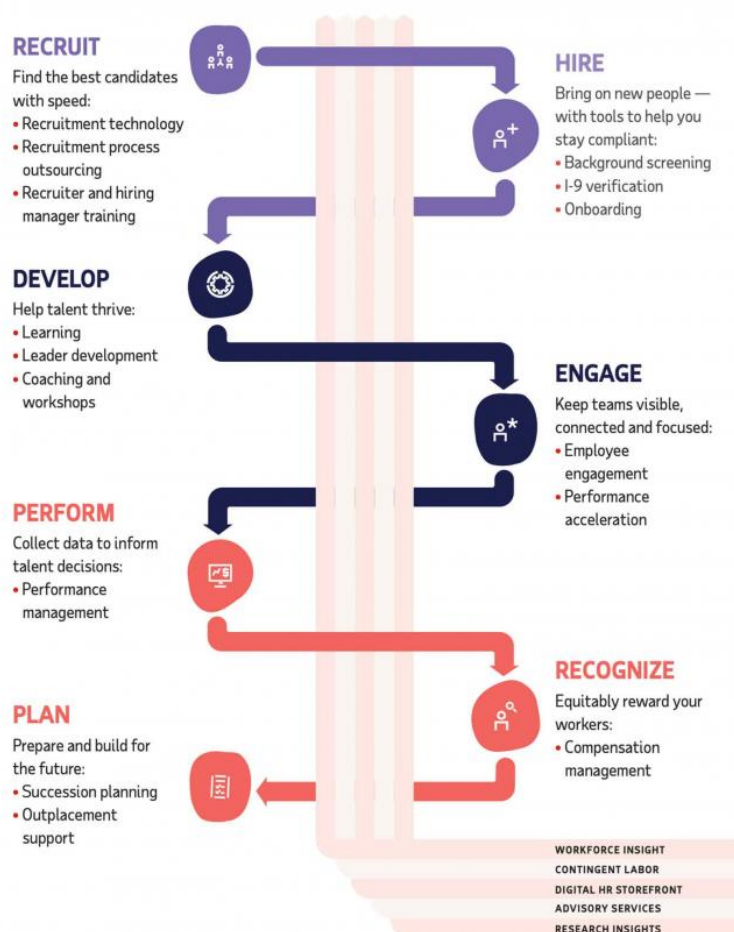 RECRUIT
Find the best candidates
with speed:
• Recruitment technology
• Recruitment process
outsourcing
• Recruiter and hiring
manager training
HIRE
Bring on new people —
with tools to help you
stay compliant:
• Background screening
• I-9 verification
• Onboarding
DEVELOP
Help talent thrive:
• Learning
• Leader development
• Coaching and
workshops
ENGAGE
Keep teams visible,
connected and focused:
• Employee
engagement
• Performance
acceleration
PERFORM
Collect data to inform
talent decisions:
• Performance
management
RECOGNIZE
Equitably reward your
workers:
• Compensation
management
PLAN
Prepare and build for
the future:
• Succession planning
• Outplacement
support
WORKFORCE INSIGHT
CONTINGENT LABOR
DIGITAL HR STOREFRONT
ADVISORY SERVICES
RESEARCH INSIGHTS